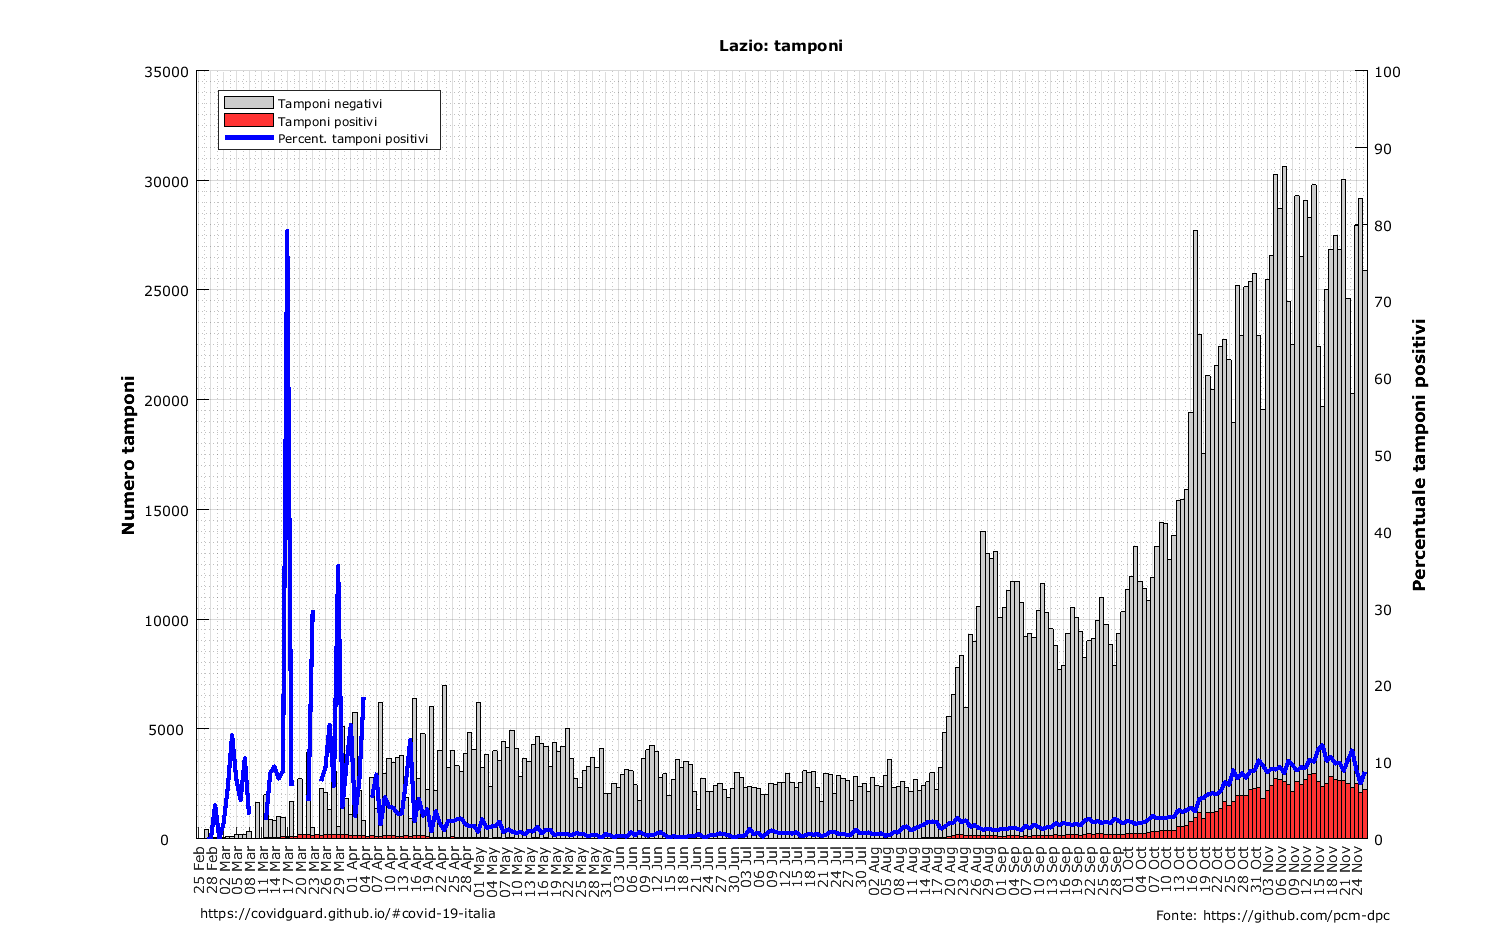 Lazio: tamponi
35000
30000
25000
20000
15000
10000
5000
0
Numero tamponi
Tamponi negativi
Tamponi positivi
Percent. tamponi positivi
100
90
80
70
60
50
40
30
20
10
0
Percentuale tamponi positivi
25 Feb
28 Feb
02 Mar
05 Mar
08 Mar
11 Mar
14 Mar
17 Mar
20 Mar
23 Mar
26 Mar
29 Mar
01 Apr
04 Apr
07 Apr
10 Apr
13 Apr
16 Apr
19 Apr
22 Apr
25 Apr
28 Apr
01 May
04 May
07 May
10 May
13 May
16 May
19 May
22 May
25 May
28 May
31 May
03 Jun
06 Jun
09 Jun
12 Jun
15 Jun
18 Jun
21 Jun
24 Jun
27 Jun
30 Jun
03 Jul
06 Jul
09 Jul
12 Jul
15 Jul
18 Jul
21 Jul
24 Jul
27 Jul
30 Jul
02 Aug
05 Aug
08 Aug
11 Aug
14 Aug
17 Aug
20 Aug
23 Aug
26 Aug
29 Aug
01 Sep
04 Sep
07 Sep
10 Sep
13 Sep
16 Sep
19 Sep
22 Sep
25 Sep
28 Sep
01 Oct
04 Oct
07 Oct
10 Oct
13 Oct
16 Oct
19 Oct
22 Oct
25 Oct
28 Oct
31 Oct
03 Nov
06 Nov
09 Nov
12 Nov
15 Nov
18 Nov
21 Nov
24 Nov
https://covidguard.github.io/#covid-19-italia
Fonte: https://github.com/pcm-dpc